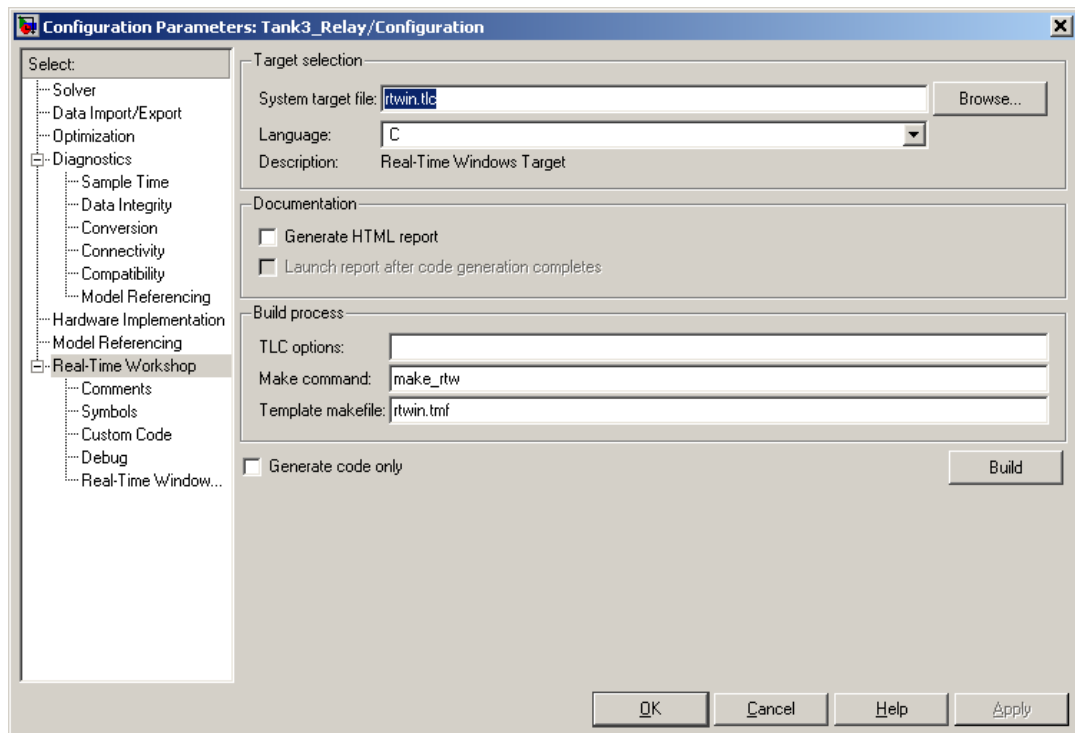 Configuration Parameters: Tank3_Relay/Configuration
Select:
Solver
Data Import/Export
Optimization
Diagnostics
Sample Time
Data Integrity
Conversion
Connectivity
Compatibility
Model Referencing
Hardware Implementation
Model Referencing
Real-Time Workshop
Comments
Symbols
Custom Code
Debug
Real-Time Window...
Target selection
System target file: rtwin.tlc Browse...
Language: C
Description: Real-Time Windows Target
Documentation
Generate HTML report
Launch report after code generation completes
Build process
TLC options:
Make command: make_rtw
Template makefile: rtwin.tmf
Generate code only Build
OK Cancel Help Apply